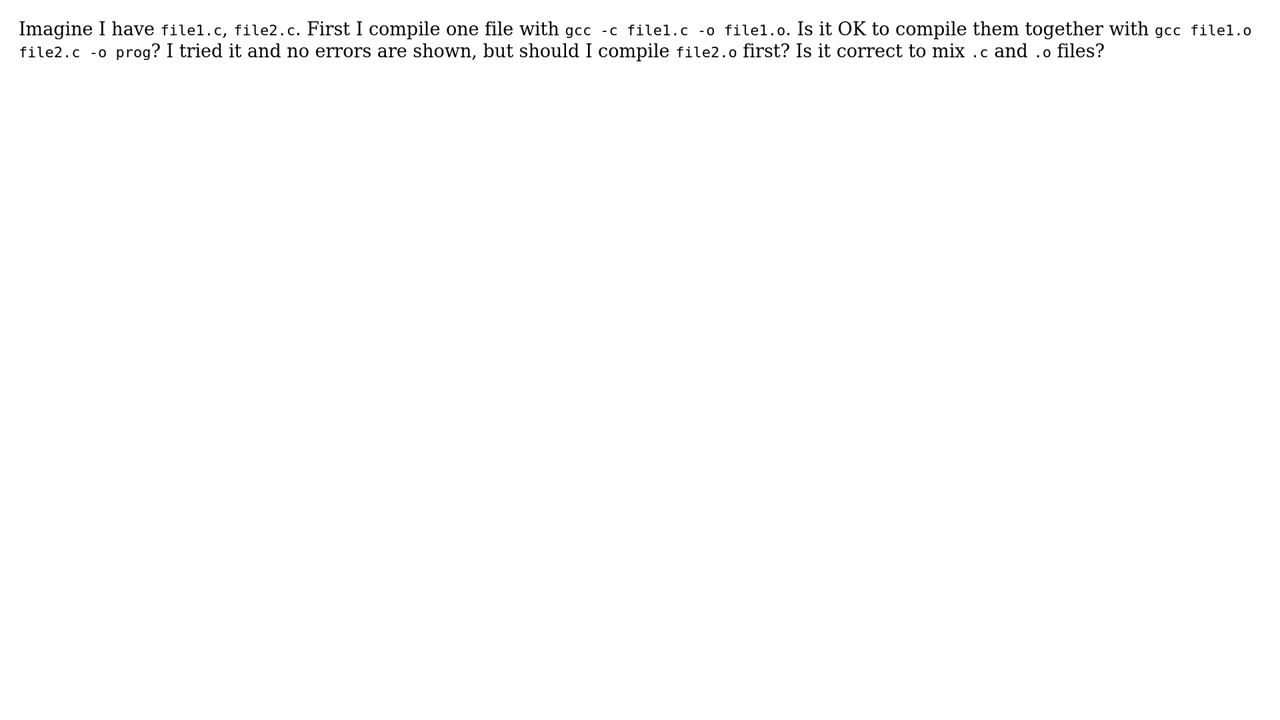 Imagine I have file1.c, file2.c. First I compile one file with gcc -c file1.c -o file1.o. Is it OK to compile them together with gcc file1.o
file2.c -o prog? I tried it and no errors are shown, but should I compile file2.o first? Is it correct to mix .c and .o files?